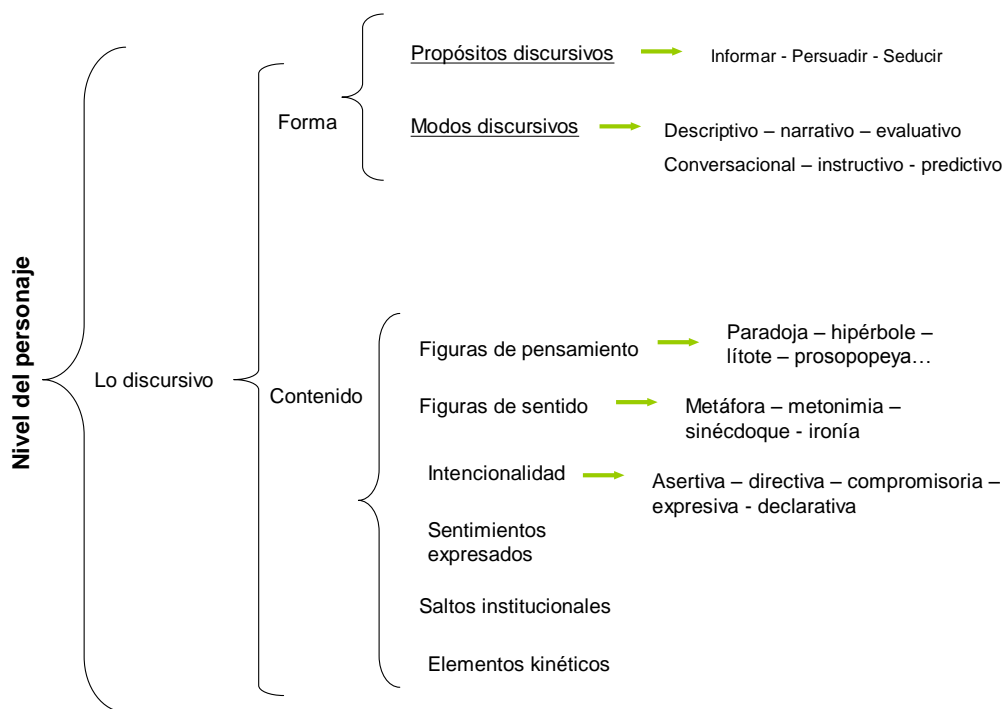 Nivel del personaje
Lo discursivo
Forma
Propósitos discursivos
Informar - Persuadir - Seducir
Modos discursivos
Descriptivo – narrativo – evaluativo
Conversacional – instructivo - predictivo
Contenido
Figuras de pensamiento
Paradoja – hipérbole –
lítote – prosopopeya…
Figuras de sentido
Metáfora – metonimia –
sinécdoque - ironía
Intencionalidad
Asertiva – directiva – compromisoria –
expresiva - declarativa
Sentimientos
expresados
Saltos institucionales
Elementos kinéticos